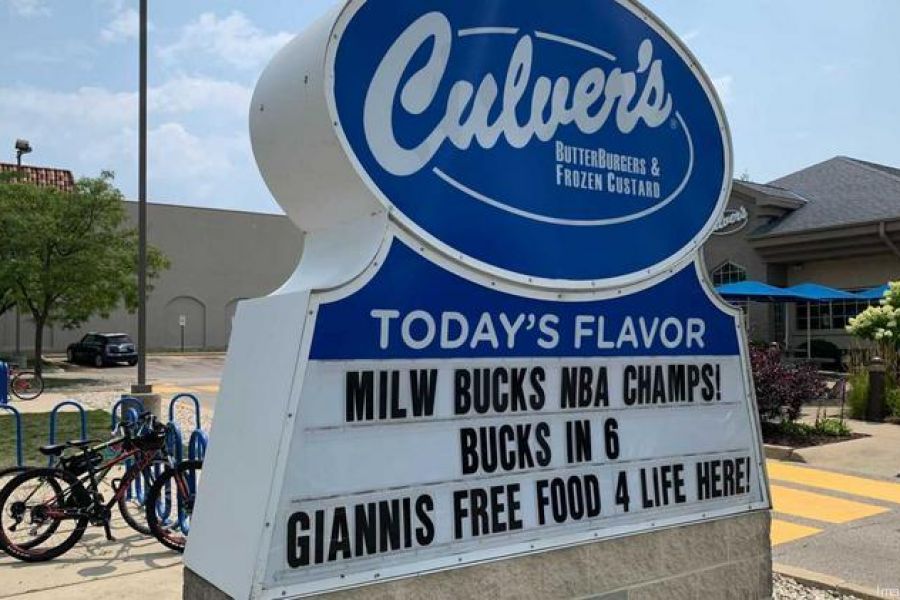 Culver's
BUTTERBURGERS &
FROZEN CUSTARD
TODAY'S FLAVOR
MILW BUCKS NBA CHAMPS!
BUCKS IN 6
GIANNIS FREE FOOD 4 LIFE HERE!